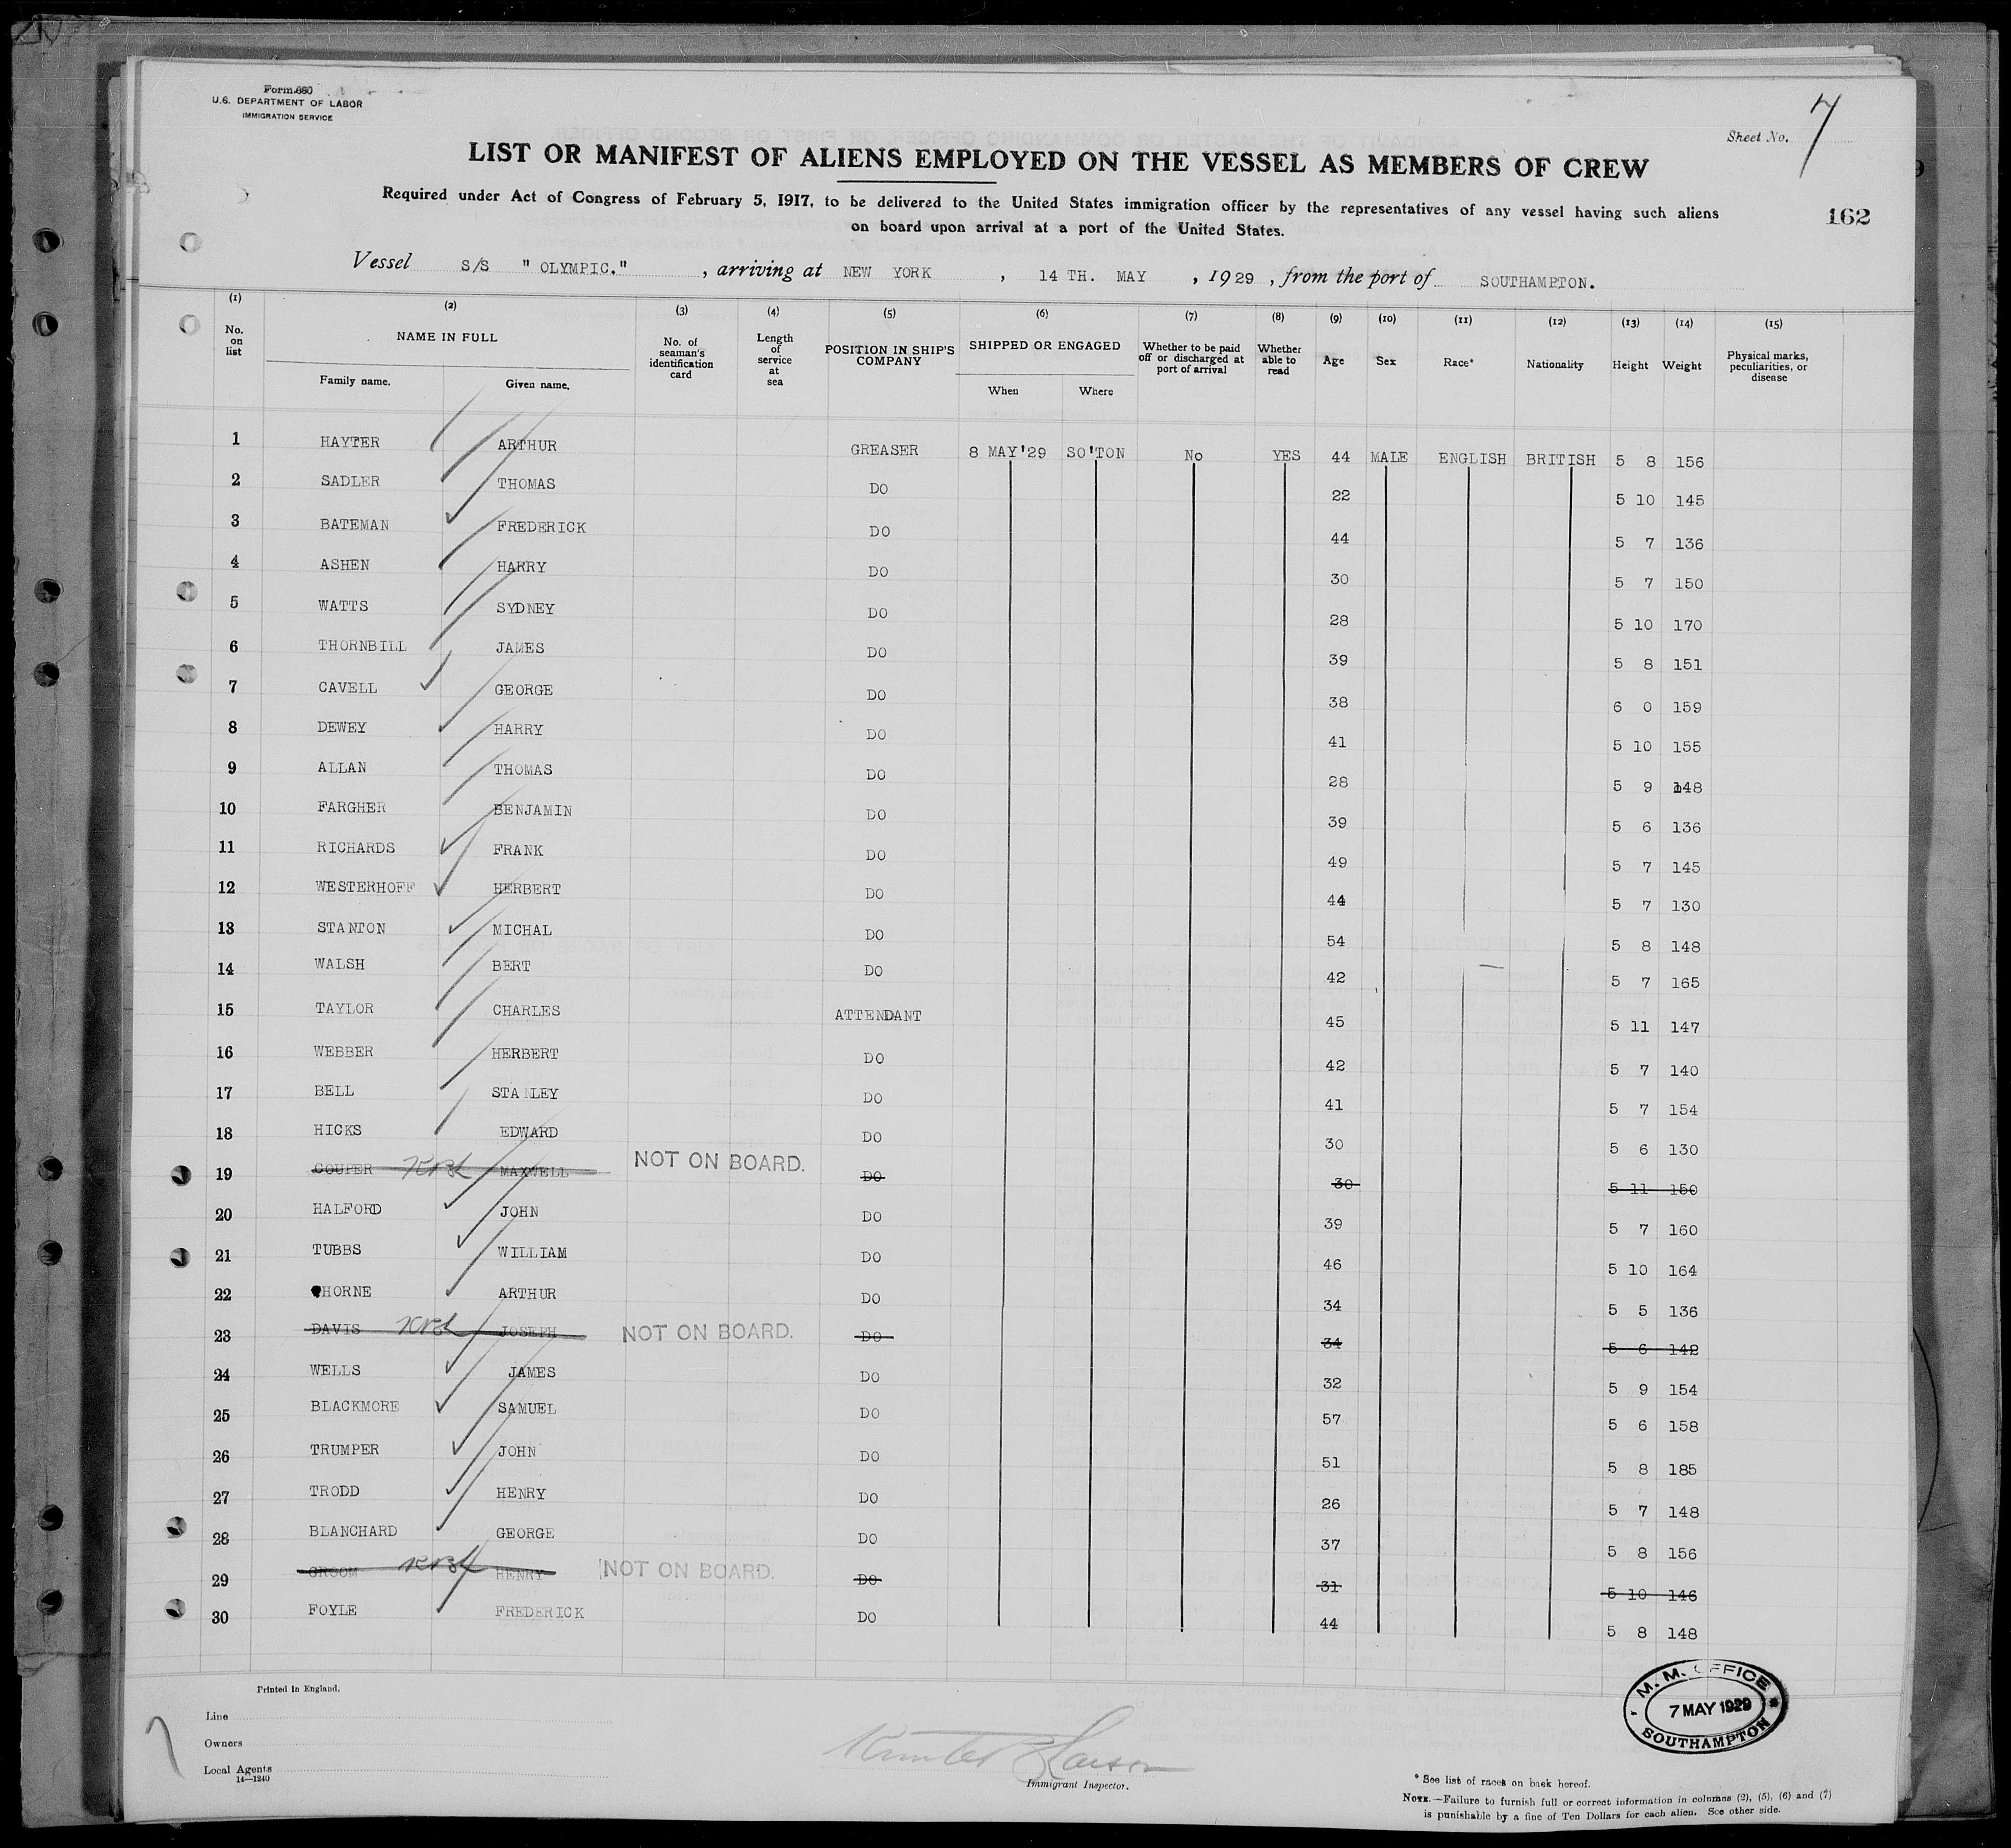 Form 680
U.S. DEPARTMENT OF LABOR
IMMIGRATION SERVICE
Sheet No. 7
LIST OR MANIFEST OF ALIENS EMPLOYED ON THE VESSEL AS MEMBERS OF CREW
Required under Act of Congress of February 5, 1917, to be delivered to the United States immigration officer by the representatives of any vessel having such aliens
on board upon arrival at a port of the United States.
162
Vessel S/S " OLYMPIC." , arriving at NEW YORK , 14 TH. MAY , 1929 , from the port of SOUTHAMPTON.
(1) (2) (3) (4) (5) (6) (7) (8) (9) (10) (11) (12) (13) (14) (15)
No. on list NAME IN FULL Family name. Given name. No. of seaman's identification card Length of service at sea POSITION IN SHIP'S COMPANY SHIPPED OR ENGAGED When Where Whether to be paid off or discharged at port of arrival Whether able to read Age Sex Race* Nationality Height Weight Physical marks, peculiarities, or disease
1 HAYTER ARTHUR GREASER 8 MAY'29 SO'TON No YES 44 MALE ENGLISH BRITISH 5 8 156
2 SADLER THOMAS DO 22 5 10 145
3 BATEMAN FREDERICK DO 44 5 7 136
4 ASHEN HARRY DO 30 5 7 150
5 WATTS SYDNEY DO 28 5 10 170
6 THORNBILL JAMES DO 39 5 8 151
7 CAVELL GEORGE DO 38 6 0 159
8 DEWEY HARRY DO 41 5 10 155
9 ALLAN THOMAS DO 28 5 9 148
10 FARGHER BENJAMIN DO 39 5 6 136
11 RICHARDS FRANK DO 49 5 7 145
12 WESTERHOFF HERBERT DO 44 5 7 130
13 STANTON MICHAL DO 54 5 8 148
14 WALSH BERT DO 42 5 7 165
15 TAYLOR CHARLES ATTENDANT 45 5 11 147
16 WEBBER HERBERT DO 42 5 7 140
17 BELL STANLEY DO 41 5 7 154
18 HICKS EDWARD DO 30 5 6 130
19 COUPER KBL MAXWELL NOT ON BOARD. DO 30 5 11 150
20 HALFORD JOHN DO 39 5 7 160
21 TUBBS WILLIAM DO 46 5 10 164
22 THORNE ARTHUR DO 34 5 5 136
23 DAVIS KBL JOSEPH NOT ON BOARD. DO 34 5 6 142
24 WELLS JAMES DO 32 5 9 154
25 BLACKMORE SAMUEL DO 57 5 6 158
26 TRUMPER JOHN DO 51 5 8 185
27 TRODD HENRY DO 26 5 7 148
28 BLANCHARD GEORGE DO 37 5 8 156
29 GROOM KBL HENRY NOT ON BOARD. DO 31 5 10 146
30 FOYLE FREDERICK DO 44 5 8 148
Printed in England.
Line
Owners
Local Agents
14—1240
7
Immigrant Inspector.
M. M. OFFICE
7 MAY 1929
SOUTHAMPTON
* See list of races on back hereof.
NOTE.—Failure to furnish full or correct information in columns (2), (5), (6) and (7)
is punishable by a fine of Ten Dollars for each alien. See other side.